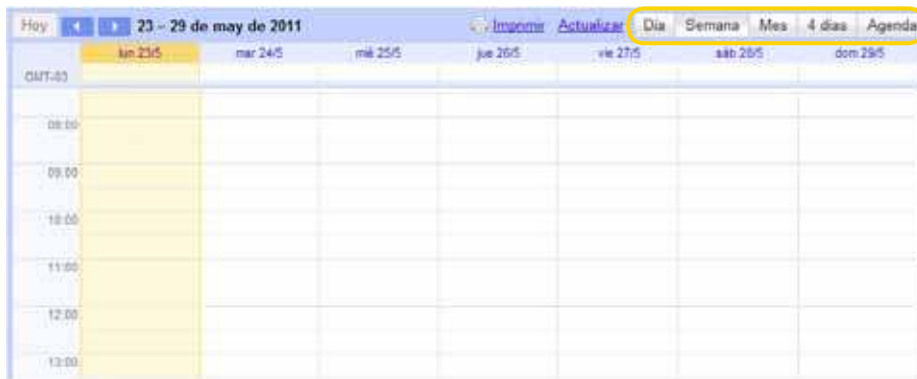 Hoy 23 – 29 de may de 2011 Imprimir Actualizar Día Semana Mes 4 días Agenda
lun 23/5 mar 24/5 mié 25/5 jue 26/5 vie 27/5 sáb 28/5 dom 29/5
GMT-03
08:00
09:00
10:00
11:00
12:00
13:00